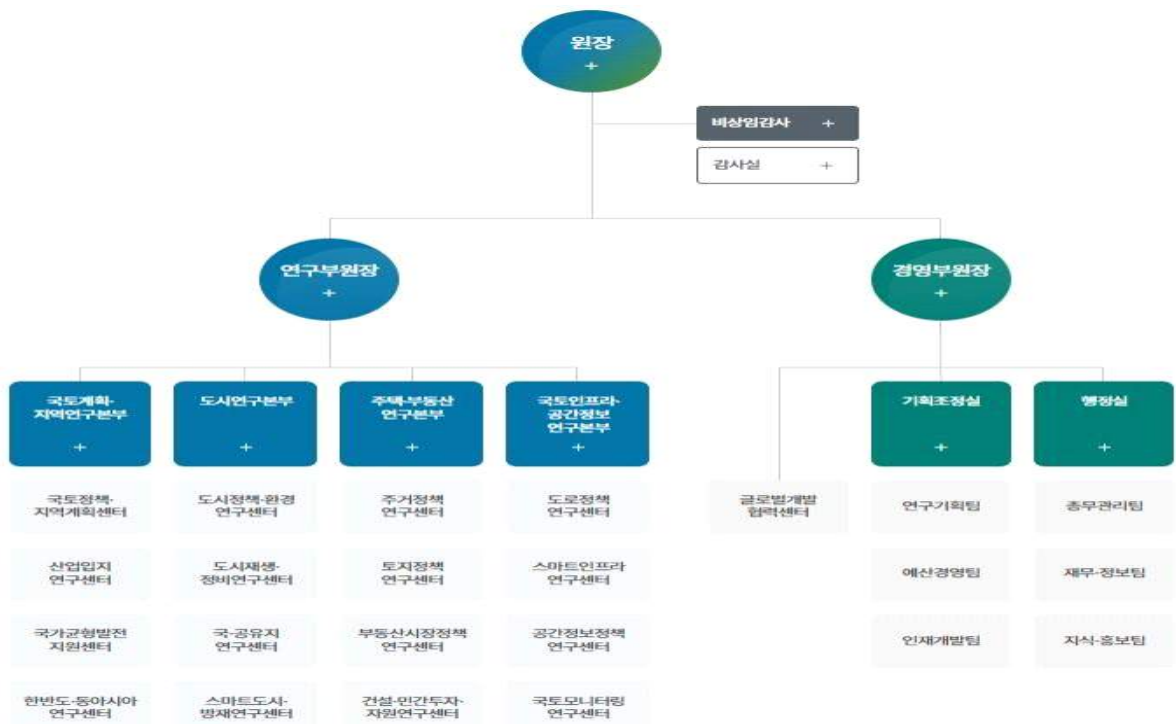 원장
+
비상임감사 +
감사실 +
연구부원장
+
경영부원장
+
국토계획·
지역연구본부
+
도시연구본부
+
주택·부동산
연구본부
+
국토인프라·
공간정보
연구본부
+
기획조정실
+
행정실
+
국토정책·
지역계획센터
도시정책·환경
연구센터
주거정책
연구센터
도로정책
연구센터
글로벌개발
협력센터
연구기획팀
총무관리팀
산업입지
연구센터
도시재생·
정비연구센터
토지정책
연구센터
스마트인프라
연구센터
예산경영팀
재무·정보팀
국가균형발전
지원센터
국·공유지
연구센터
부동산시장정책
연구센터
공간정보정책
연구센터
인재개발팀
지식·홍보팀
한반도·동아시아
연구센터
스마트도시·
방재연구센터
건설·민간투자·
자원연구센터
국토모니터링
연구센터